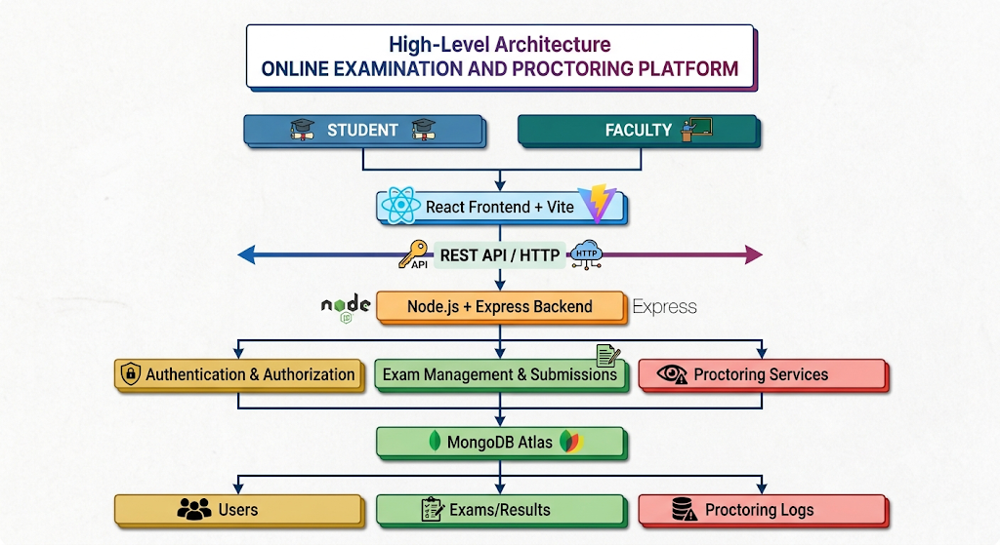 High-Level Architecture
ONLINE EXAMINATION AND PROCTORING PLATFORM
STUDENT
FACULTY
React Frontend + Vite
API
REST API / HTTP
HTTP
node
JS
Node.js + Express Backend
Express
Authentication & Authorization
Exam Management & Submissions
Proctoring Services
MongoDB Atlas
Users
Exams/Results
Proctoring Logs